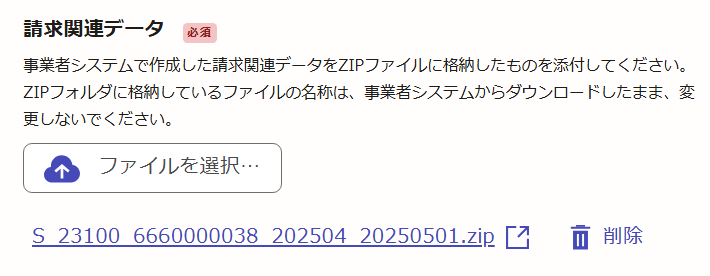 請求関連データ 必須
事業者システムで作成した請求関連データをZIPファイルに格納したものを添付してください。
ZIPフォルダに格納しているファイルの名称は、事業者システムからダウンロードしたまま、変
更しないでください。
ファイルを選択…
S_23100_6660000038_202504_20250501.zip 削除